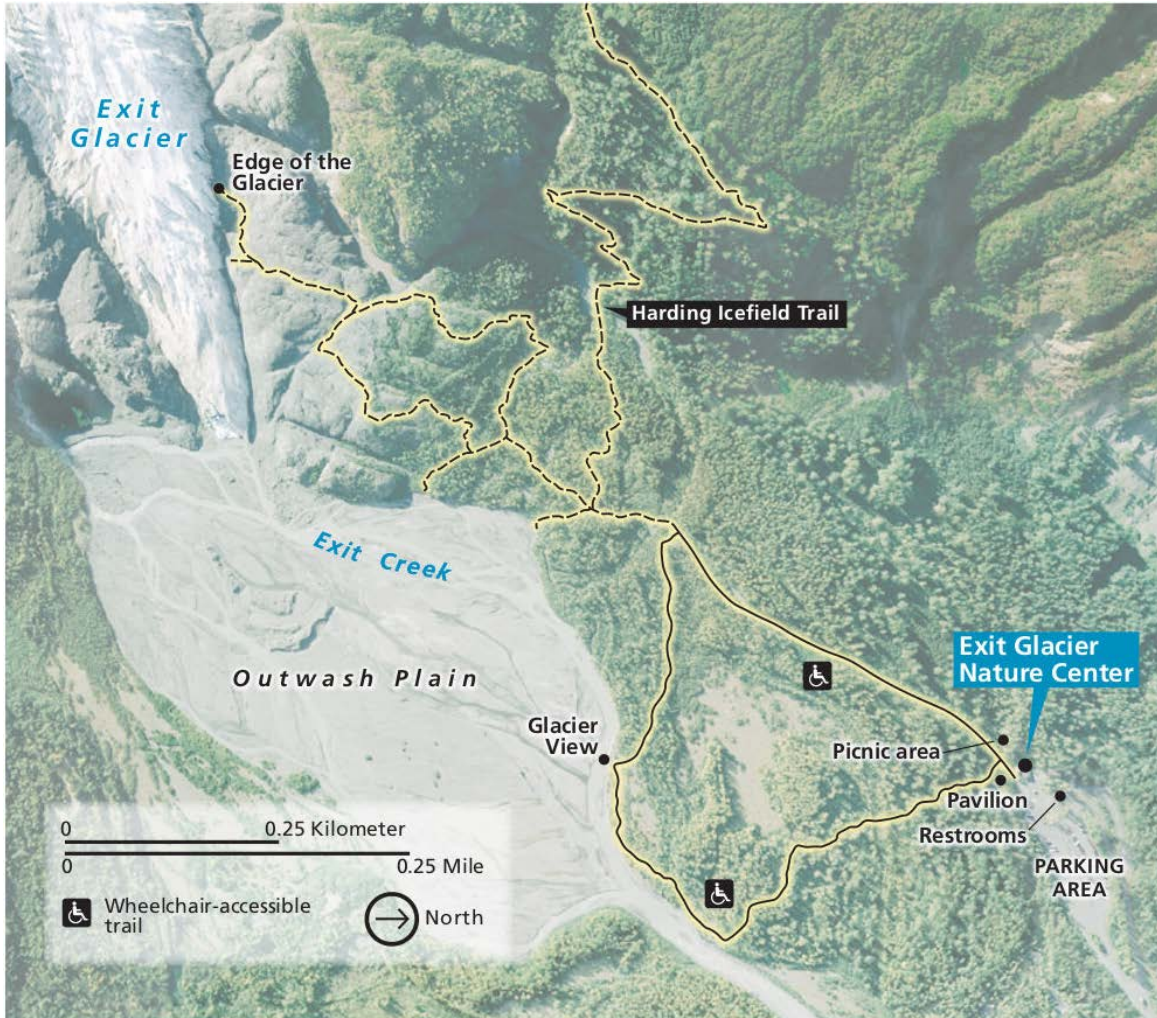 Exit
Glacier
Edge of the
Glacier
Harding Icefield Trail
Exit Creek
Exit Glacier
Nature Center
Outwash Plain
Glacier
View
Picnic area
Pavilion
Restrooms
PARKING
AREA
0 0.25 Kilometer
0 0.25 Mile
Wheelchair-accessible
trail
North